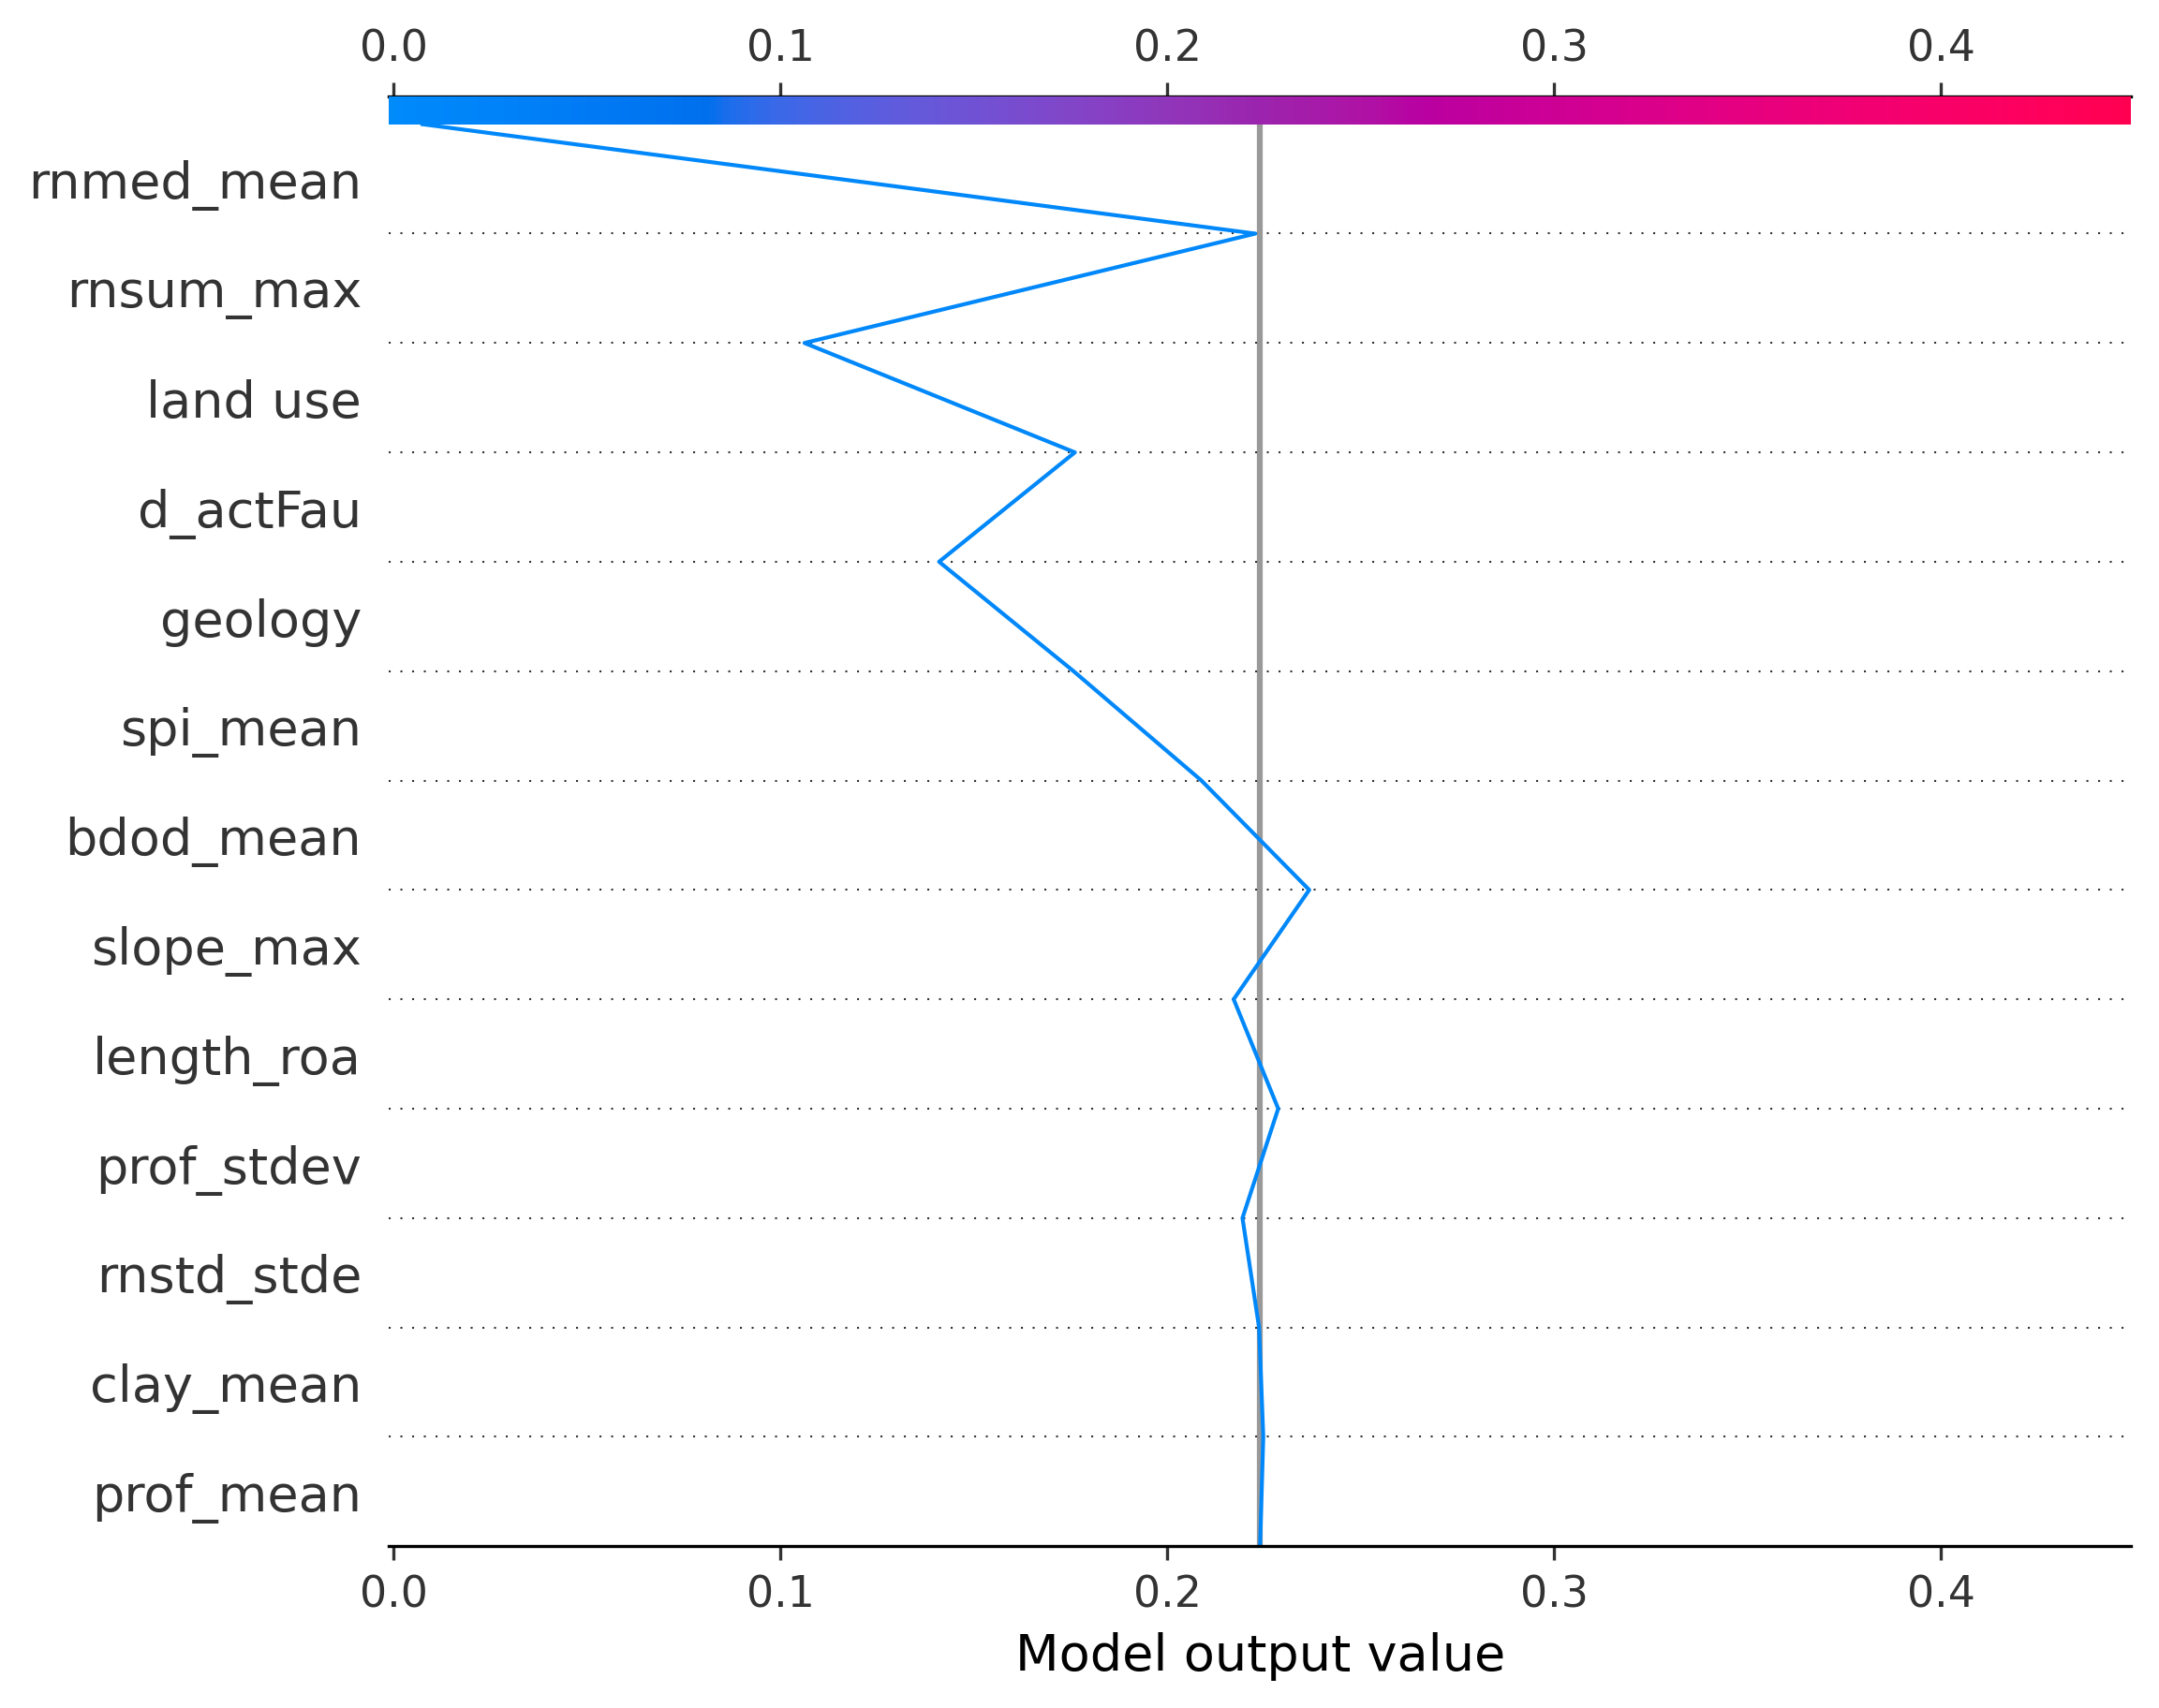 0.0 0.1 0.2 0.3 0.4
rnmed_mean
rnsum_max
land use
d_actFau
geology
spi_mean
bdod_mean
slope_max
length_roa
prof_stdev
rnstd_stde
clay_mean
prof_mean
0.0 0.1 0.2 0.3 0.4
Model output value